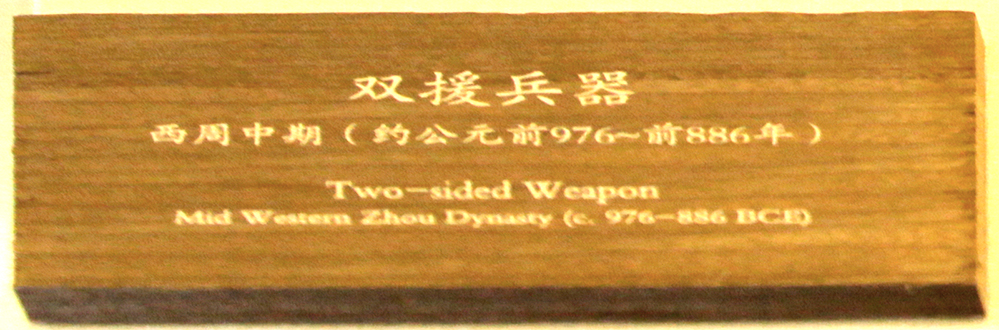 双援兵器
西周中期（约公元前976~前886年）
Two-sided Weapon
Mid Western Zhou Dynasty (c. 976-886 BCE)